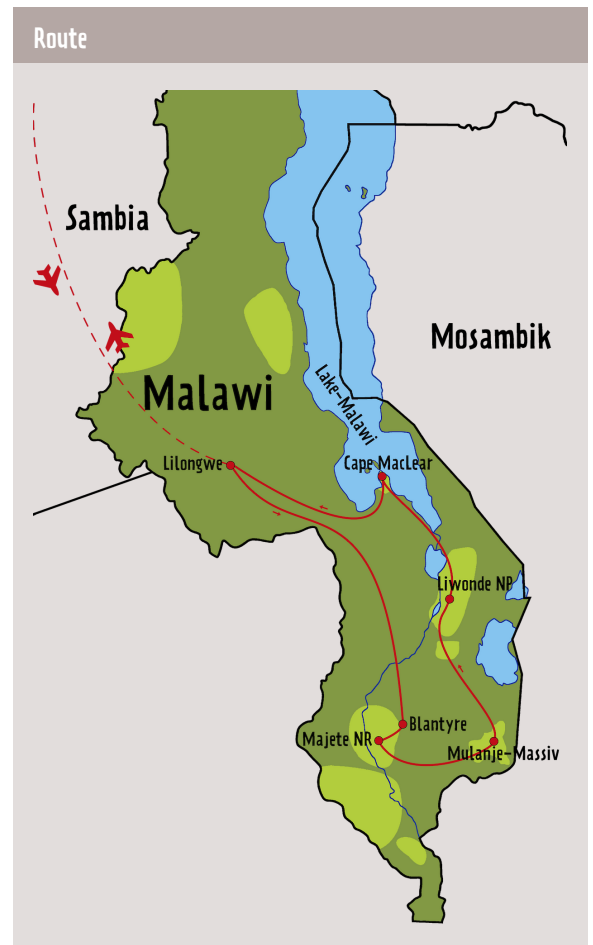 Route
Sambia
Mosambik
Malawi
Lake-Malawi
Lilongwe
Cape MacLear
Liwonde NP
Blantyre
Majete NR
Mulanje-Massiv